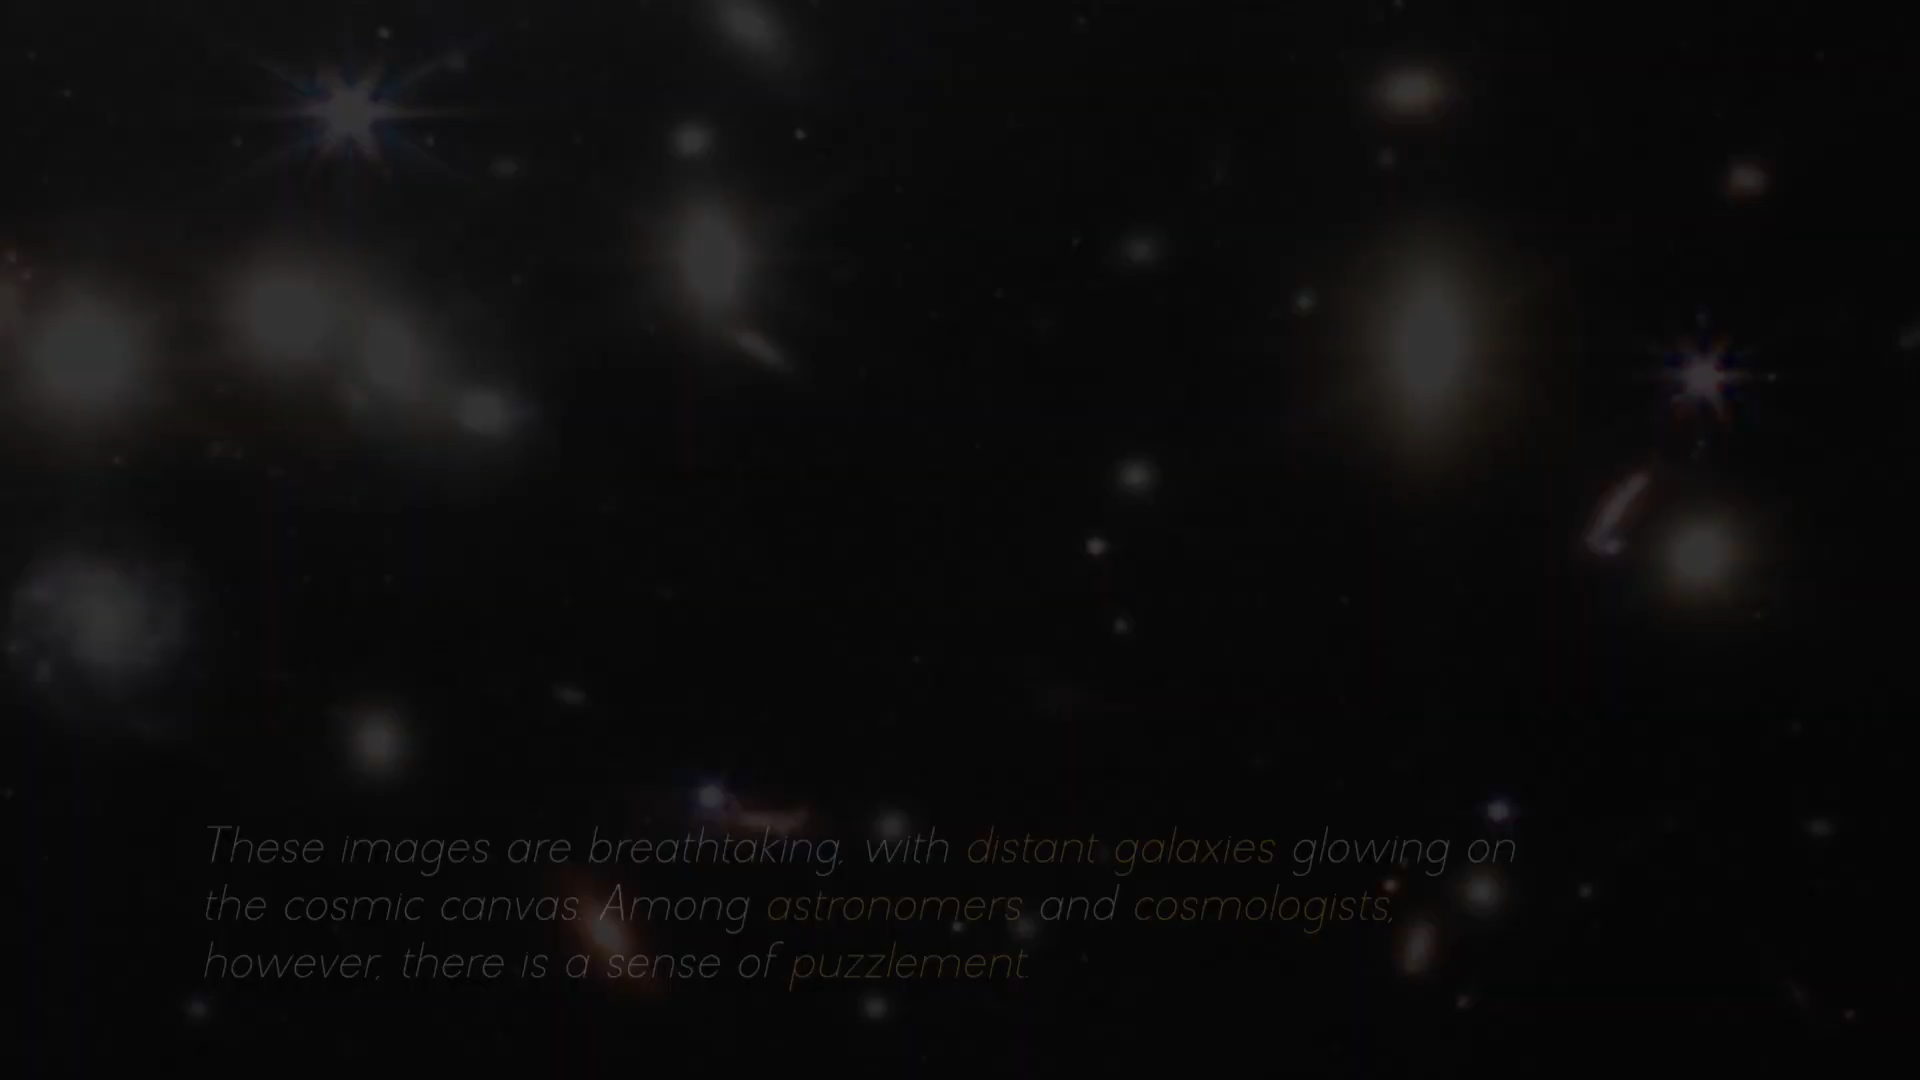 These images are breathtaking, with distant galaxies glowing on
the cosmic canvas. Among astronomers and cosmologists,
however, there is a sense of puzzlement.